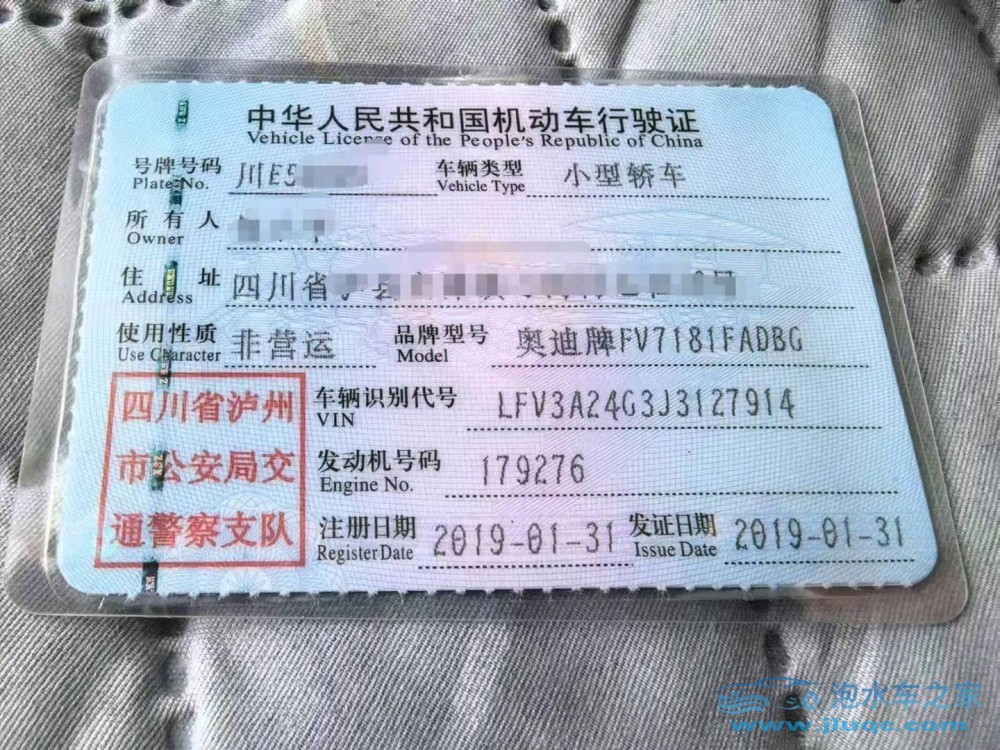 中华人民共和国机动车行驶证
Vehicle License of the People's Republic of China
号牌号码 川E5 车辆类型 小型轿车
Plate No. Vehicle Type
所有人
Owner
住址 四川省泸县
Address
使用性质 非营运 品牌型号 奥迪牌FV7181FADBG
Use Character Model
四川省泸州
市公安局交
通警察支队
车辆识别代号 LFV3A24G3J3127914
VIN
发动机号码 179276
Engine No.
注册日期 2019-01-31 发证日期 2019-01-31
Register Date Issue Date
泡水车之家
www.jluqc.com